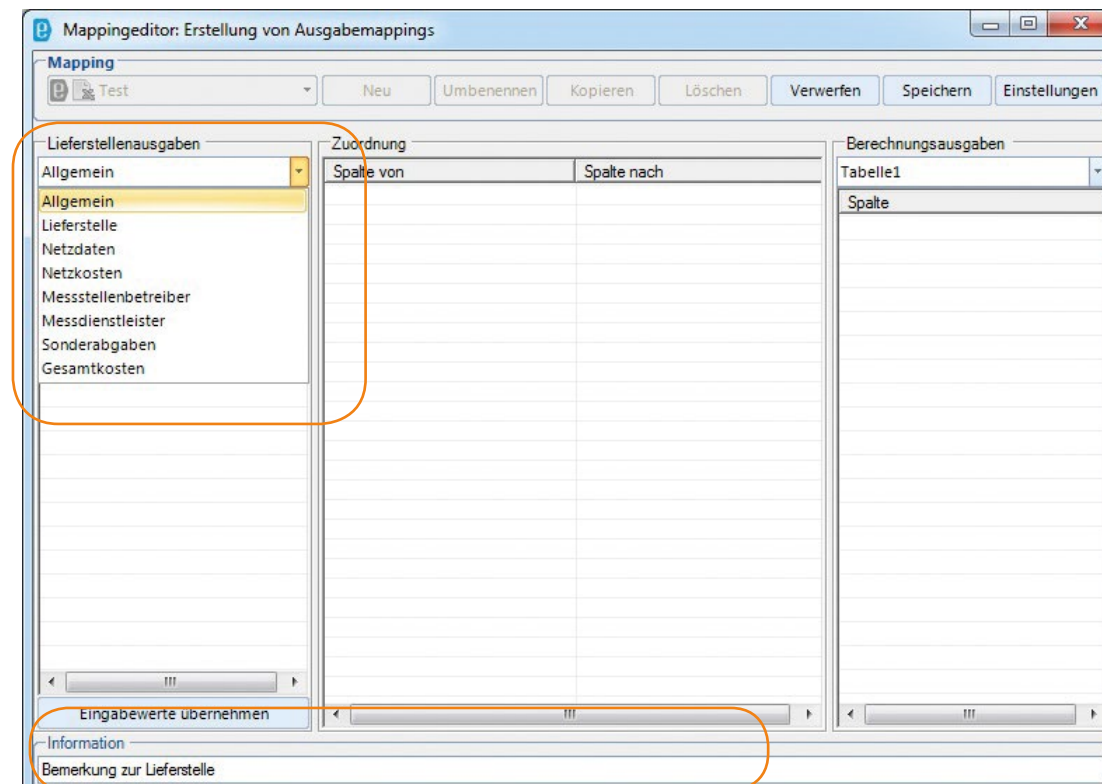 Mappingeditor: Erstellung von Ausgabemappings
Mapping
Test
Neu
Umbenennen
Kopieren
Löschen
Verwerfen
Speichern
Einstellungen
Lieferstellenausgaben
Allgemein
Allgemein
Lieferstelle
Netzdaten
Netzkosten
Messstellenbetreiber
Messdienstleister
Sonderabgaben
Gesamtkosten
Eingabewerte übernehmen
Zuordnung
Spalte von
Spalte nach
Berechnungsausgaben
Tabelle1
Spalte
Information
Bemerkung zur Lieferstelle